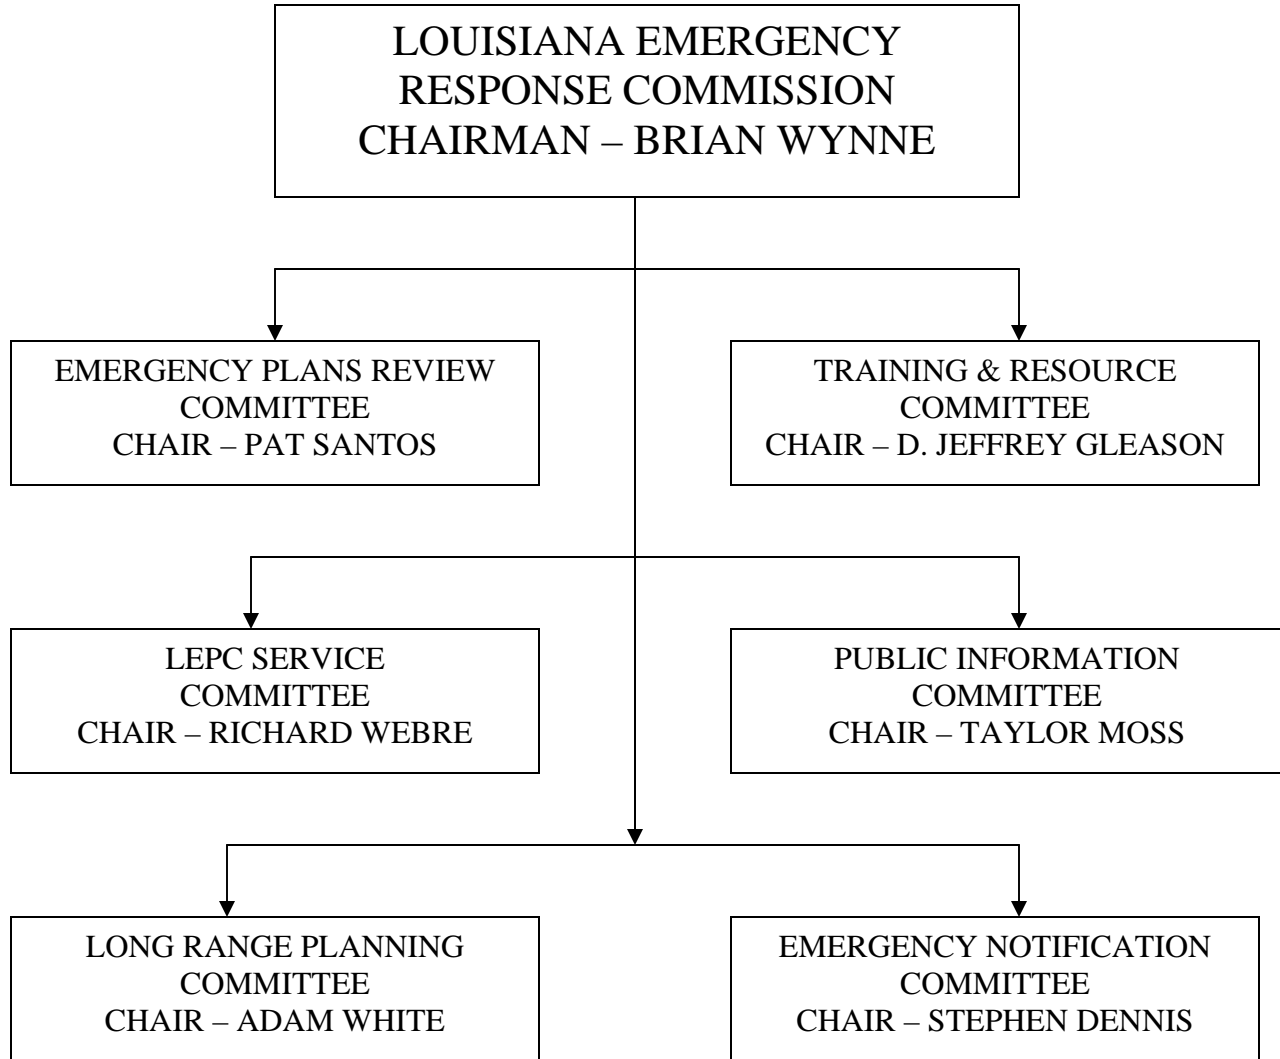 LOUISIANA EMERGENCY
RESPONSE COMMISSION
CHAIRMAN – BRIAN WYNNE
EMERGENCY PLANS REVIEW
COMMITTEE
CHAIR – PAT SANTOS
TRAINING & RESOURCE
COMMITTEE
CHAIR – D. JEFFREY GLEASON
LEPC SERVICE
COMMITTEE
CHAIR – RICHARD WEBRE
PUBLIC INFORMATION
COMMITTEE
CHAIR – TAYLOR MOSS
LONG RANGE PLANNING
COMMITTEE
CHAIR – ADAM WHITE
EMERGENCY NOTIFICATION
COMMITTEE
CHAIR – STEPHEN DENNIS